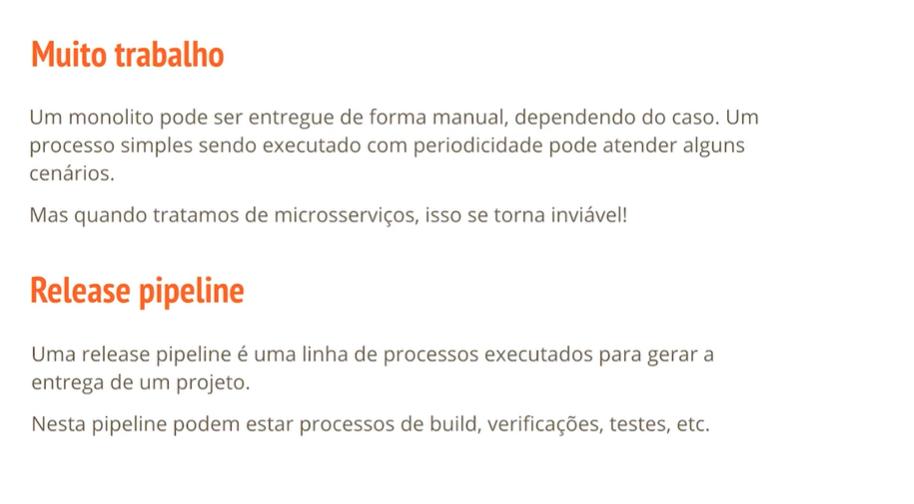 Muito trabalho
Um monolito pode ser entregue de forma manual, dependendo do caso. Um
processo simples sendo executado com periodicidade pode atender alguns
cenários.
Mas quando tratamos de microsserviços, isso se torna inviável!
Release pipeline
Uma release pipeline é uma linha de processos executados para gerar a
entrega de um projeto.
Nesta pipeline podem estar processos de build, verificações, testes, etc.